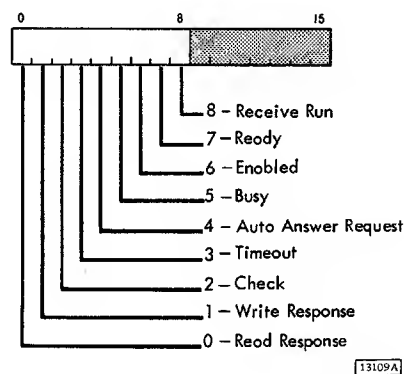 0 8 15
8 – Receive Run
7 – Ready
6 – Enobled
5 – Busy
4 – Auto Answer Request
3 – Timeout
2 – Check
1 – Write Response
0 – Reod Response
13109A